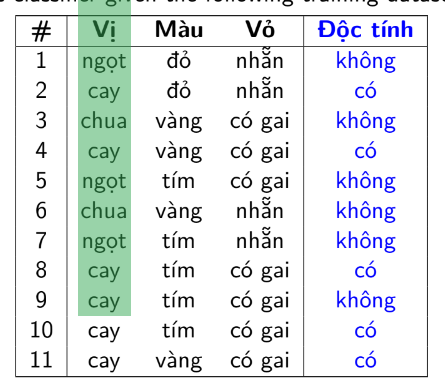 classifier given the following training datas
# Vị Màu Vỏ Độc tính
1 ngọt đỏ nhẵn không
2 cay đỏ nhẵn có
3 chua vàng có gai không
4 cay vàng có gai có
5 ngọt tím có gai không
6 chua vàng nhẵn không
7 ngọt tím nhẵn không
8 cay tím có gai có
9 cay tím có gai không
10 cay tím có gai có
11 cay vàng có gai có